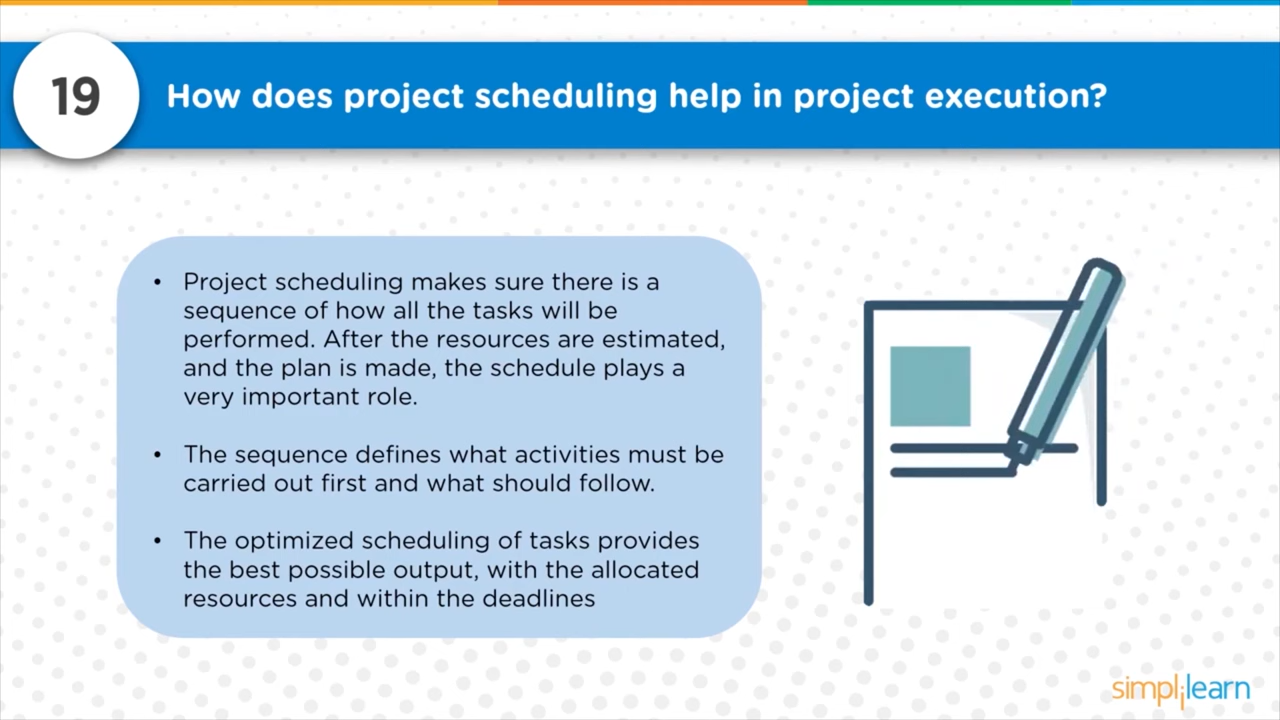 19
How does project scheduling help in project execution?
• Project scheduling makes sure there is a
sequence of how all the tasks will be
performed. After the resources are estimated,
and the plan is made, the schedule plays a
very important role.
• The sequence defines what activities must be
carried out first and what should follow.
• The optimized scheduling of tasks provides
the best possible output, with the allocated
resources and within the deadlines
simplilearn